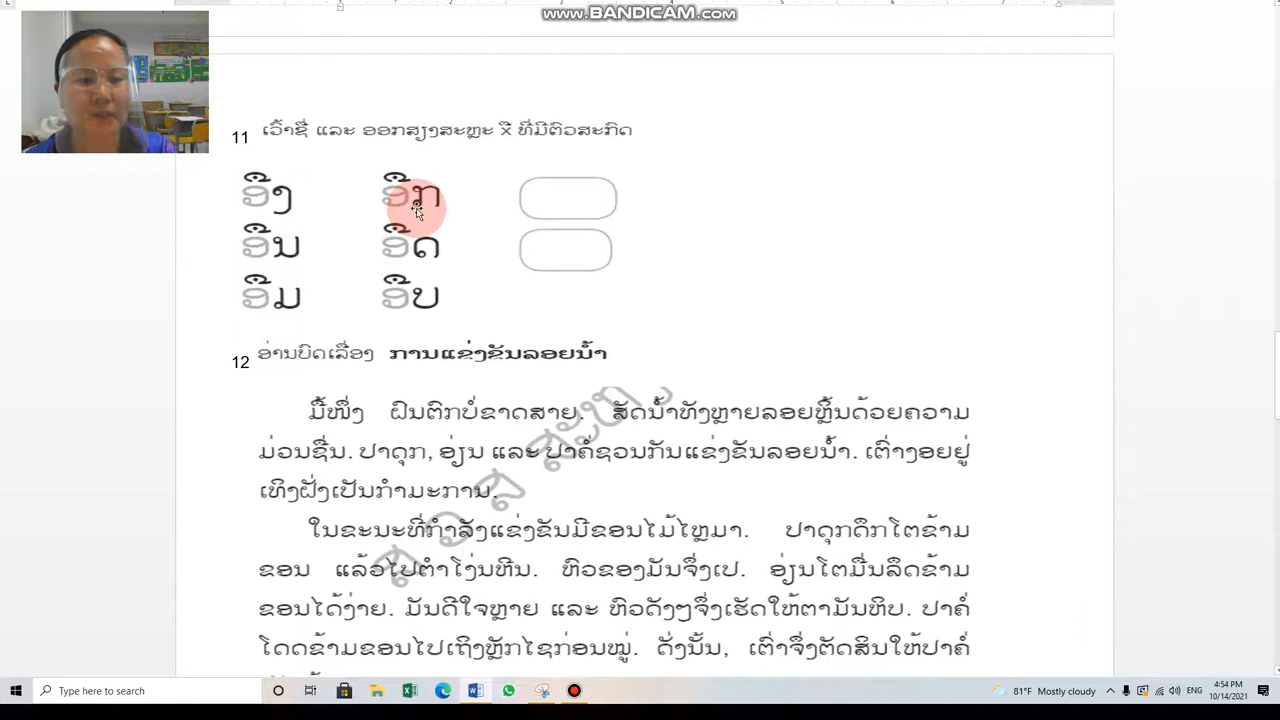 www.BANDICAM.com
11 ເວົ້າຊື່ ແລະ ອອກສຽງສະຫຼະ xື ທີ່ມີຕົວສະກົດ
ອືງ ອືກ
ອືນ ອືດ
ອືມ ອືບ
12 ອ່ານບົດເລື່ອງ ການແຂ່ງຂັນລອຍນ້ຳ
ມື້ໜຶ່ງ ຝົນຕົກບໍ່ຂາດສາຍ. ສັດນ້ຳທັງຫຼາຍລອຍຫຼິ້ນດ້ວຍຄວາມ
ມ່ວນຊື່ນ. ປາດຸກ, ອ່ຽນ ແລະ ປາຄໍ່ຊວນກັນແຂ່ງຂັນລອຍນ້ຳ. ເຕົ່າງອຍຢູ່
ເທິງຝັ່ງເປັນກຳມະການ.
ໃນຂະນະທີ່ກຳລັງແຂ່ງຂັນມີຂອນໄມ້ໄຫຼມາ. ປາດຸກດຶກໂຕຂ້າມ
ຂອນ ແລ້ວໄປຕຳໂງ່ນຫີນ. ຫົວຂອງມັນຈຶ່ງເປ. ອ່ຽນໂຕມື່ນລຶດຂ້າມ
ຂອນໄດ້ງ່າຍ. ມັນດີໃຈຫຼາຍ ແລະ ຫົວດັງໆຈຶ່ງເຮັດໃຫ້ຕາມັນຫິບ. ປາຄໍ່
ໂດດຂ້າມຂອນໄປເຖິງຫຼັກໄຊກ່ອນໝູ່. ດັ່ງນັ້ນ, ເຕົ່າຈຶ່ງຕັດສິນໃຫ້ປາຄໍ່
ສ ວ ສ ສະຫງ
Type here to search
81°F Mostly cloudy
ENG
4:54 PM
10/14/2021